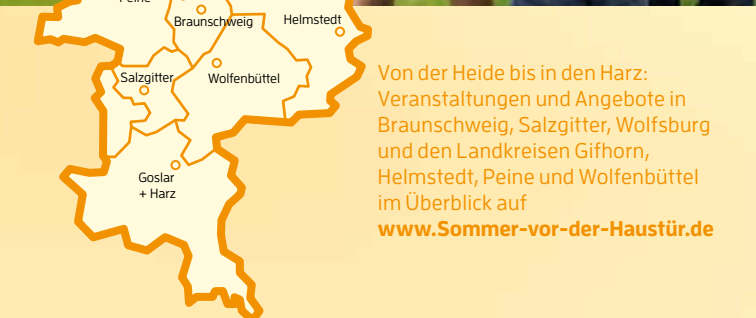 Peine
Braunschweig
Helmstedt
Salzgitter
Wolfenbüttel
Goslar
+ Harz
Von der Heide bis in den Harz:
Veranstaltungen und Angebote in
Braunschweig, Salzgitter, Wolfsburg
und den Landkreisen Gifhorn,
Helmstedt, Peine und Wolfenbüttel
im Überblick auf
www.Sommer-vor-der-Haustür.de